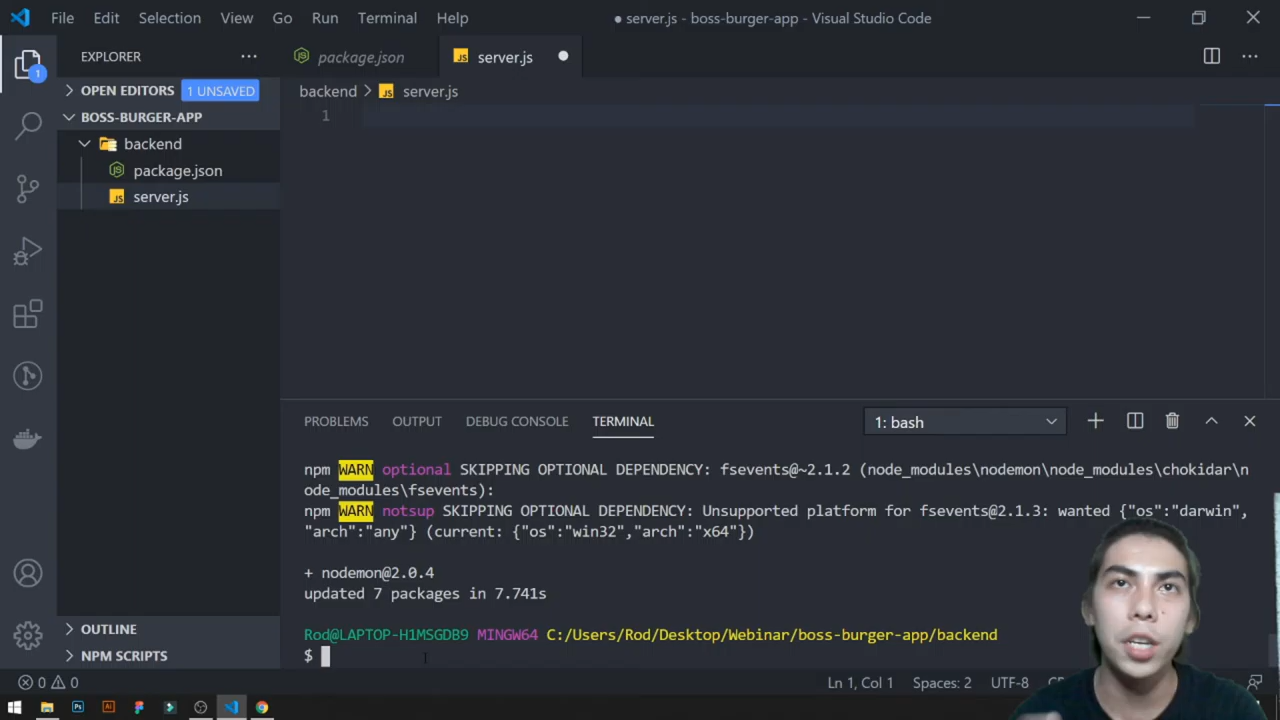 File Edit Selection View Go Run Terminal Help
● server.js - boss-burger-app - Visual Studio Code
EXPLORER
package.json
server.js
OPEN EDITORS 1 UNSAVED
BOSS-BURGER-APP
backend
package.json
server.js
OUTLINE
NPM SCRIPTS
1
backend > server.js
1
PROBLEMS OUTPUT DEBUG CONSOLE TERMINAL
1: bash
npm WARN optional SKIPPING OPTIONAL DEPENDENCY: fsevents@~2.1.2 (node_modules\nodemon\node_modules\chokidar\n
ode_modules\fsevents):
npm WARN notsup SKIPPING OPTIONAL DEPENDENCY: Unsupported platform for fsevents@2.1.3: wanted {"os":"darwin",
"arch":"any"} (current: {"os":"win32","arch":"x64"})
+ nodemon@2.0.4
updated 7 packages in 7.741s
Rod@LAPTOP-H1MSGDB9 MINGW64 C:/Users/Rod/Desktop/Webinar/boss-burger-app/backend
$
0 0
Ln 1, Col 1 Spaces: 2 UTF-8